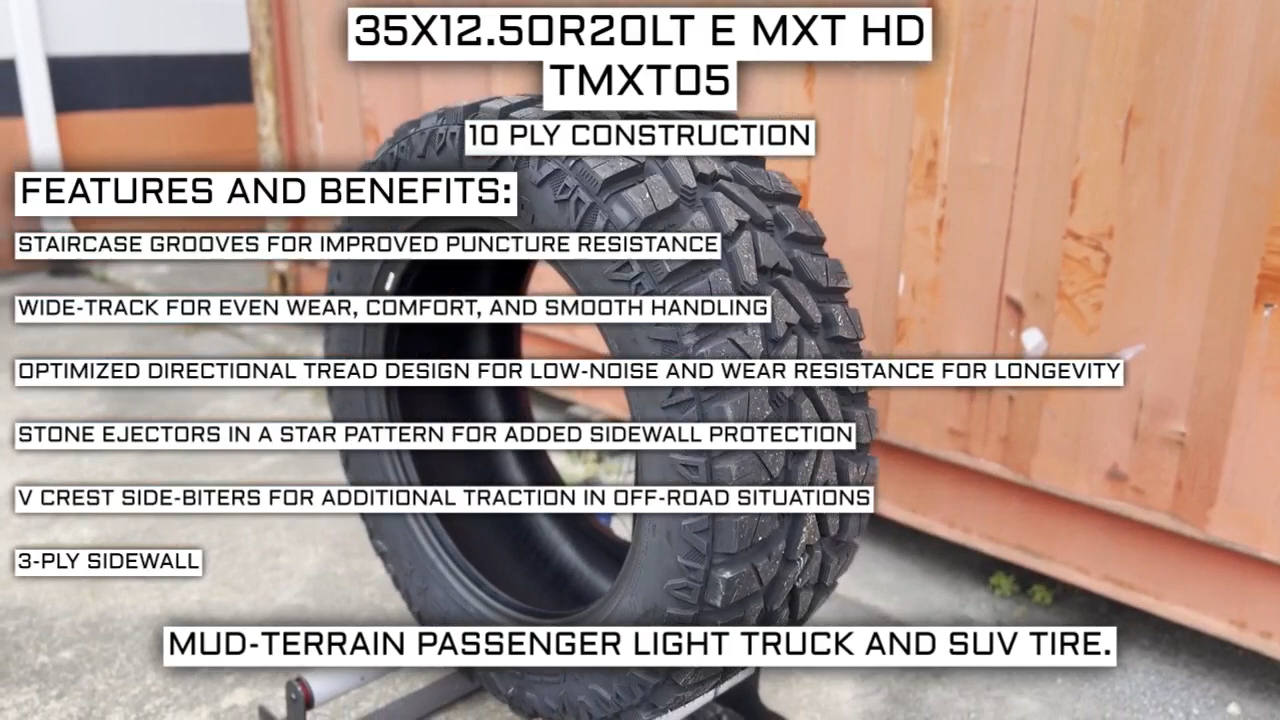 35X12.50R20LT E MXT HD
TMXT05
10 PLY CONSTRUCTION
FEATURES AND BENEFITS:
STAIRCASE GROOVES FOR IMPROVED PUNCTURE RESISTANCE
WIDE-TRACK FOR EVEN WEAR, COMFORT, AND SMOOTH HANDLING
OPTIMIZED DIRECTIONAL TREAD DESIGN FOR LOW-NOISE AND WEAR RESISTANCE FOR LONGEVITY
STONE EJECTORS IN A STAR PATTERN FOR ADDED SIDEWALL PROTECTION
V CREST SIDE-BITERS FOR ADDITIONAL TRACTION IN OFF-ROAD SITUATIONS
3-PLY SIDEWALL
MUD-TERRAIN PASSENGER LIGHT TRUCK AND SUV TIRE.